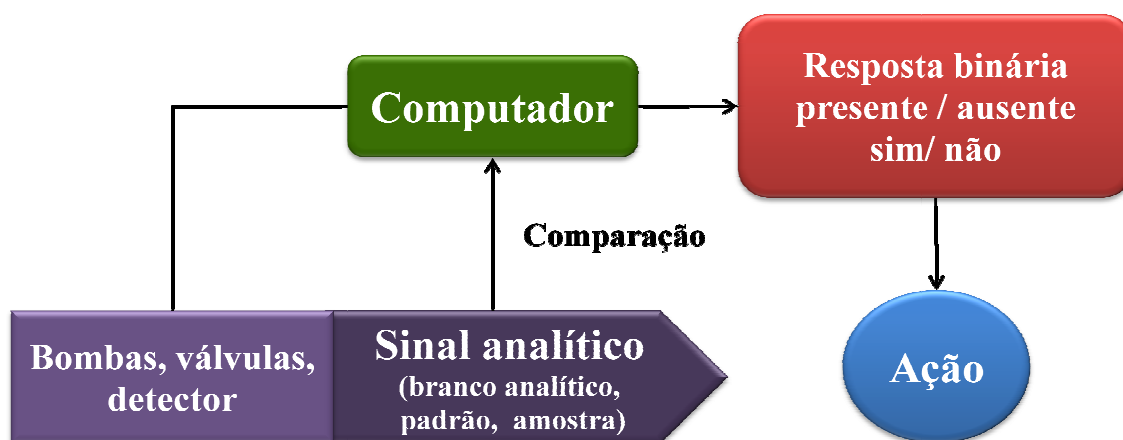 Computador
Resposta binária
presente / ausente
sim/ não
Comparação
Bombas, válvulas,
detector
Sinal analítico
(branco analítico,
padrão, amostra)
Ação